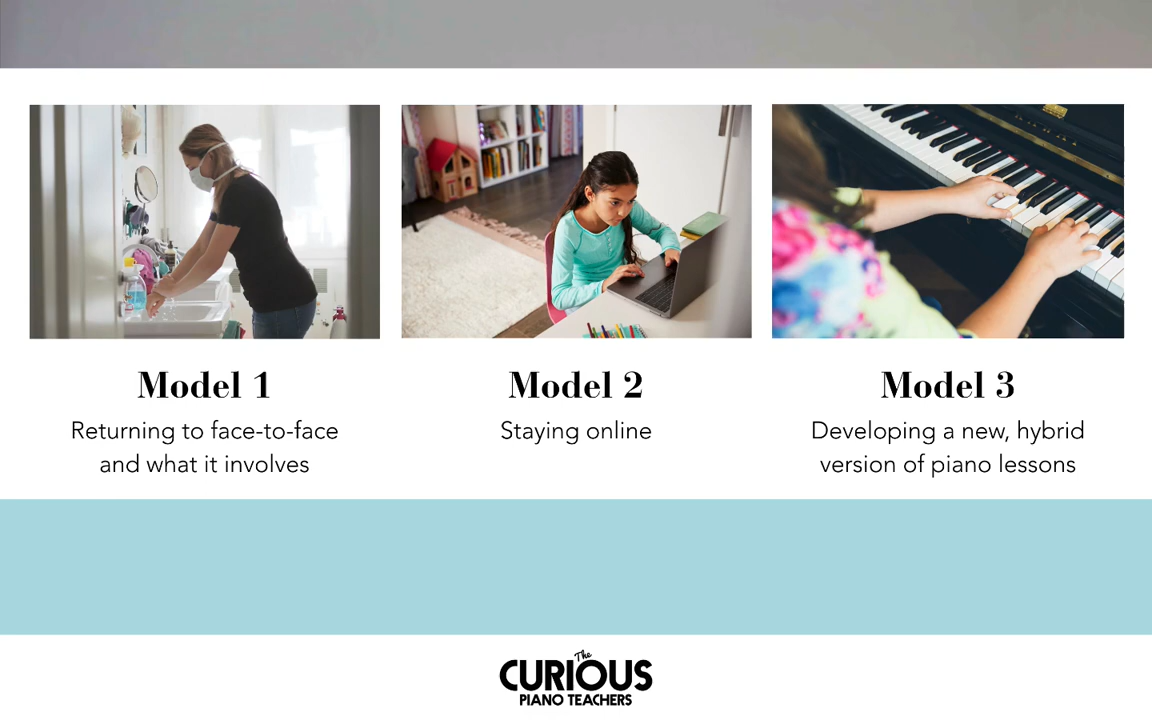 Model 1
Returning to face-to-face
and what it involves
Model 2
Staying online
Model 3
Developing a new, hybrid
version of piano lessons
The
CURIOUS
PIANO TEACHERS